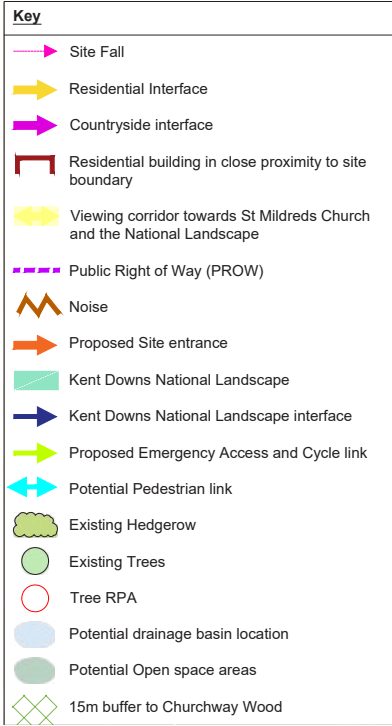 Key
Site Fall
Residential Interface
Countryside interface
Residential building in close proximity to site
boundary
Viewing corridor towards St Mildreds Church
and the National Landscape
Public Right of Way (PROW)
Noise
Proposed Site entrance
Kent Downs National Landscape
Kent Downs National Landscape interface
Proposed Emergency Access and Cycle link
Potential Pedestrian link
Existing Hedgerow
Existing Trees
Tree RPA
Potential drainage basin location
Potential Open space areas
15m buffer to Churchway Wood